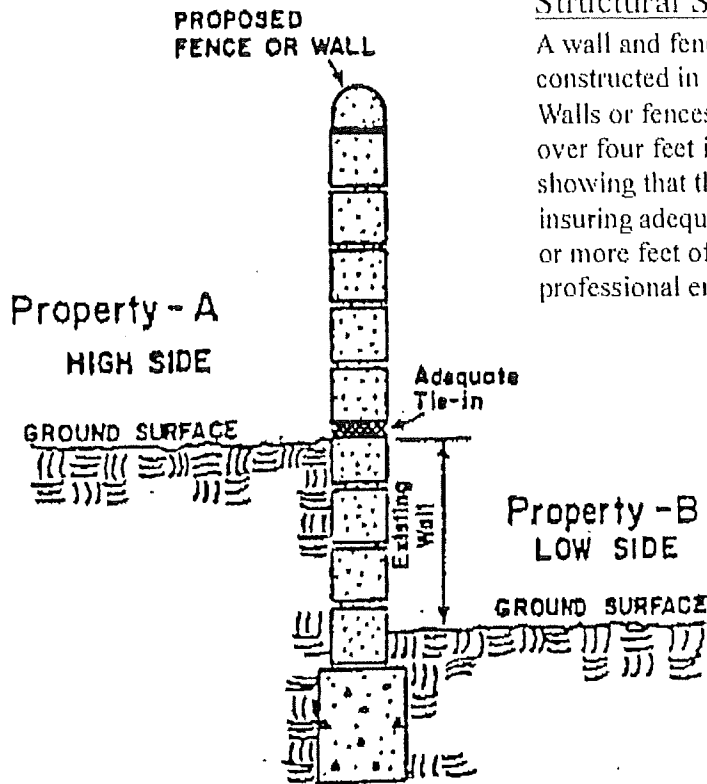 PROPOSED
FENCE OR WALL
Structural S
A wall and fenc
constructed in
Walls or fences
over four feet i
showing that th
insuring adequ
or more feet of
professional en
Property - A
HIGH SIDE
Adequate
Tie-in
GROUND SURFACE
Existing
Wall
Property - B
LOW SIDE
GROUND SURFACE